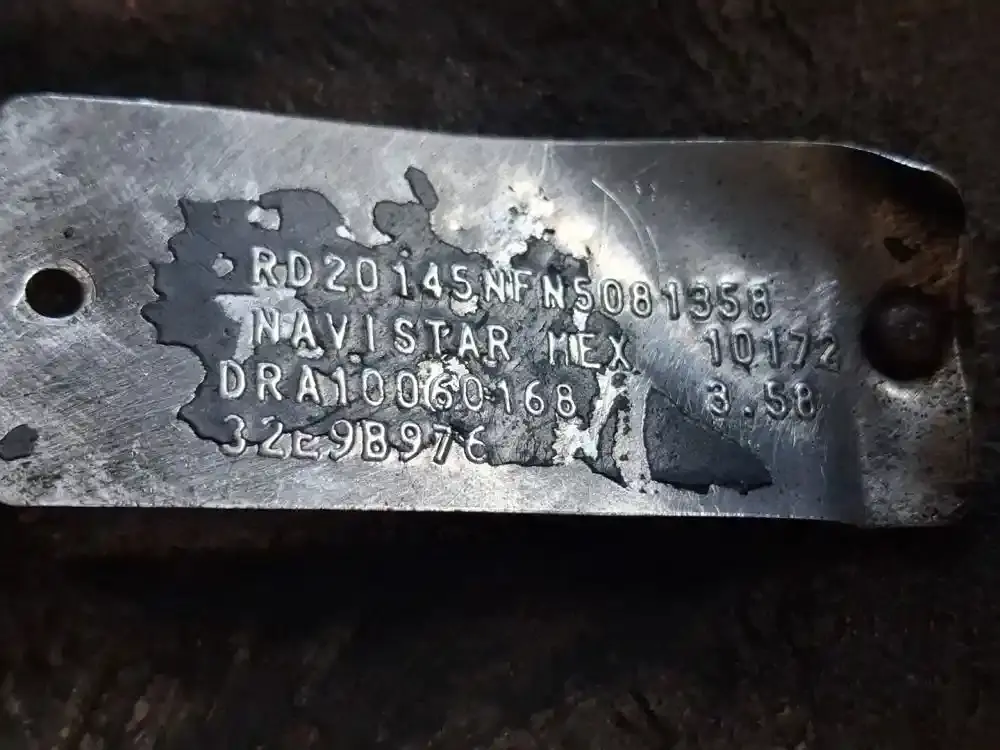 RD20145NFN5081358
NAVISTAR MEX 10172
DRA10060168 3.58
32E9B976